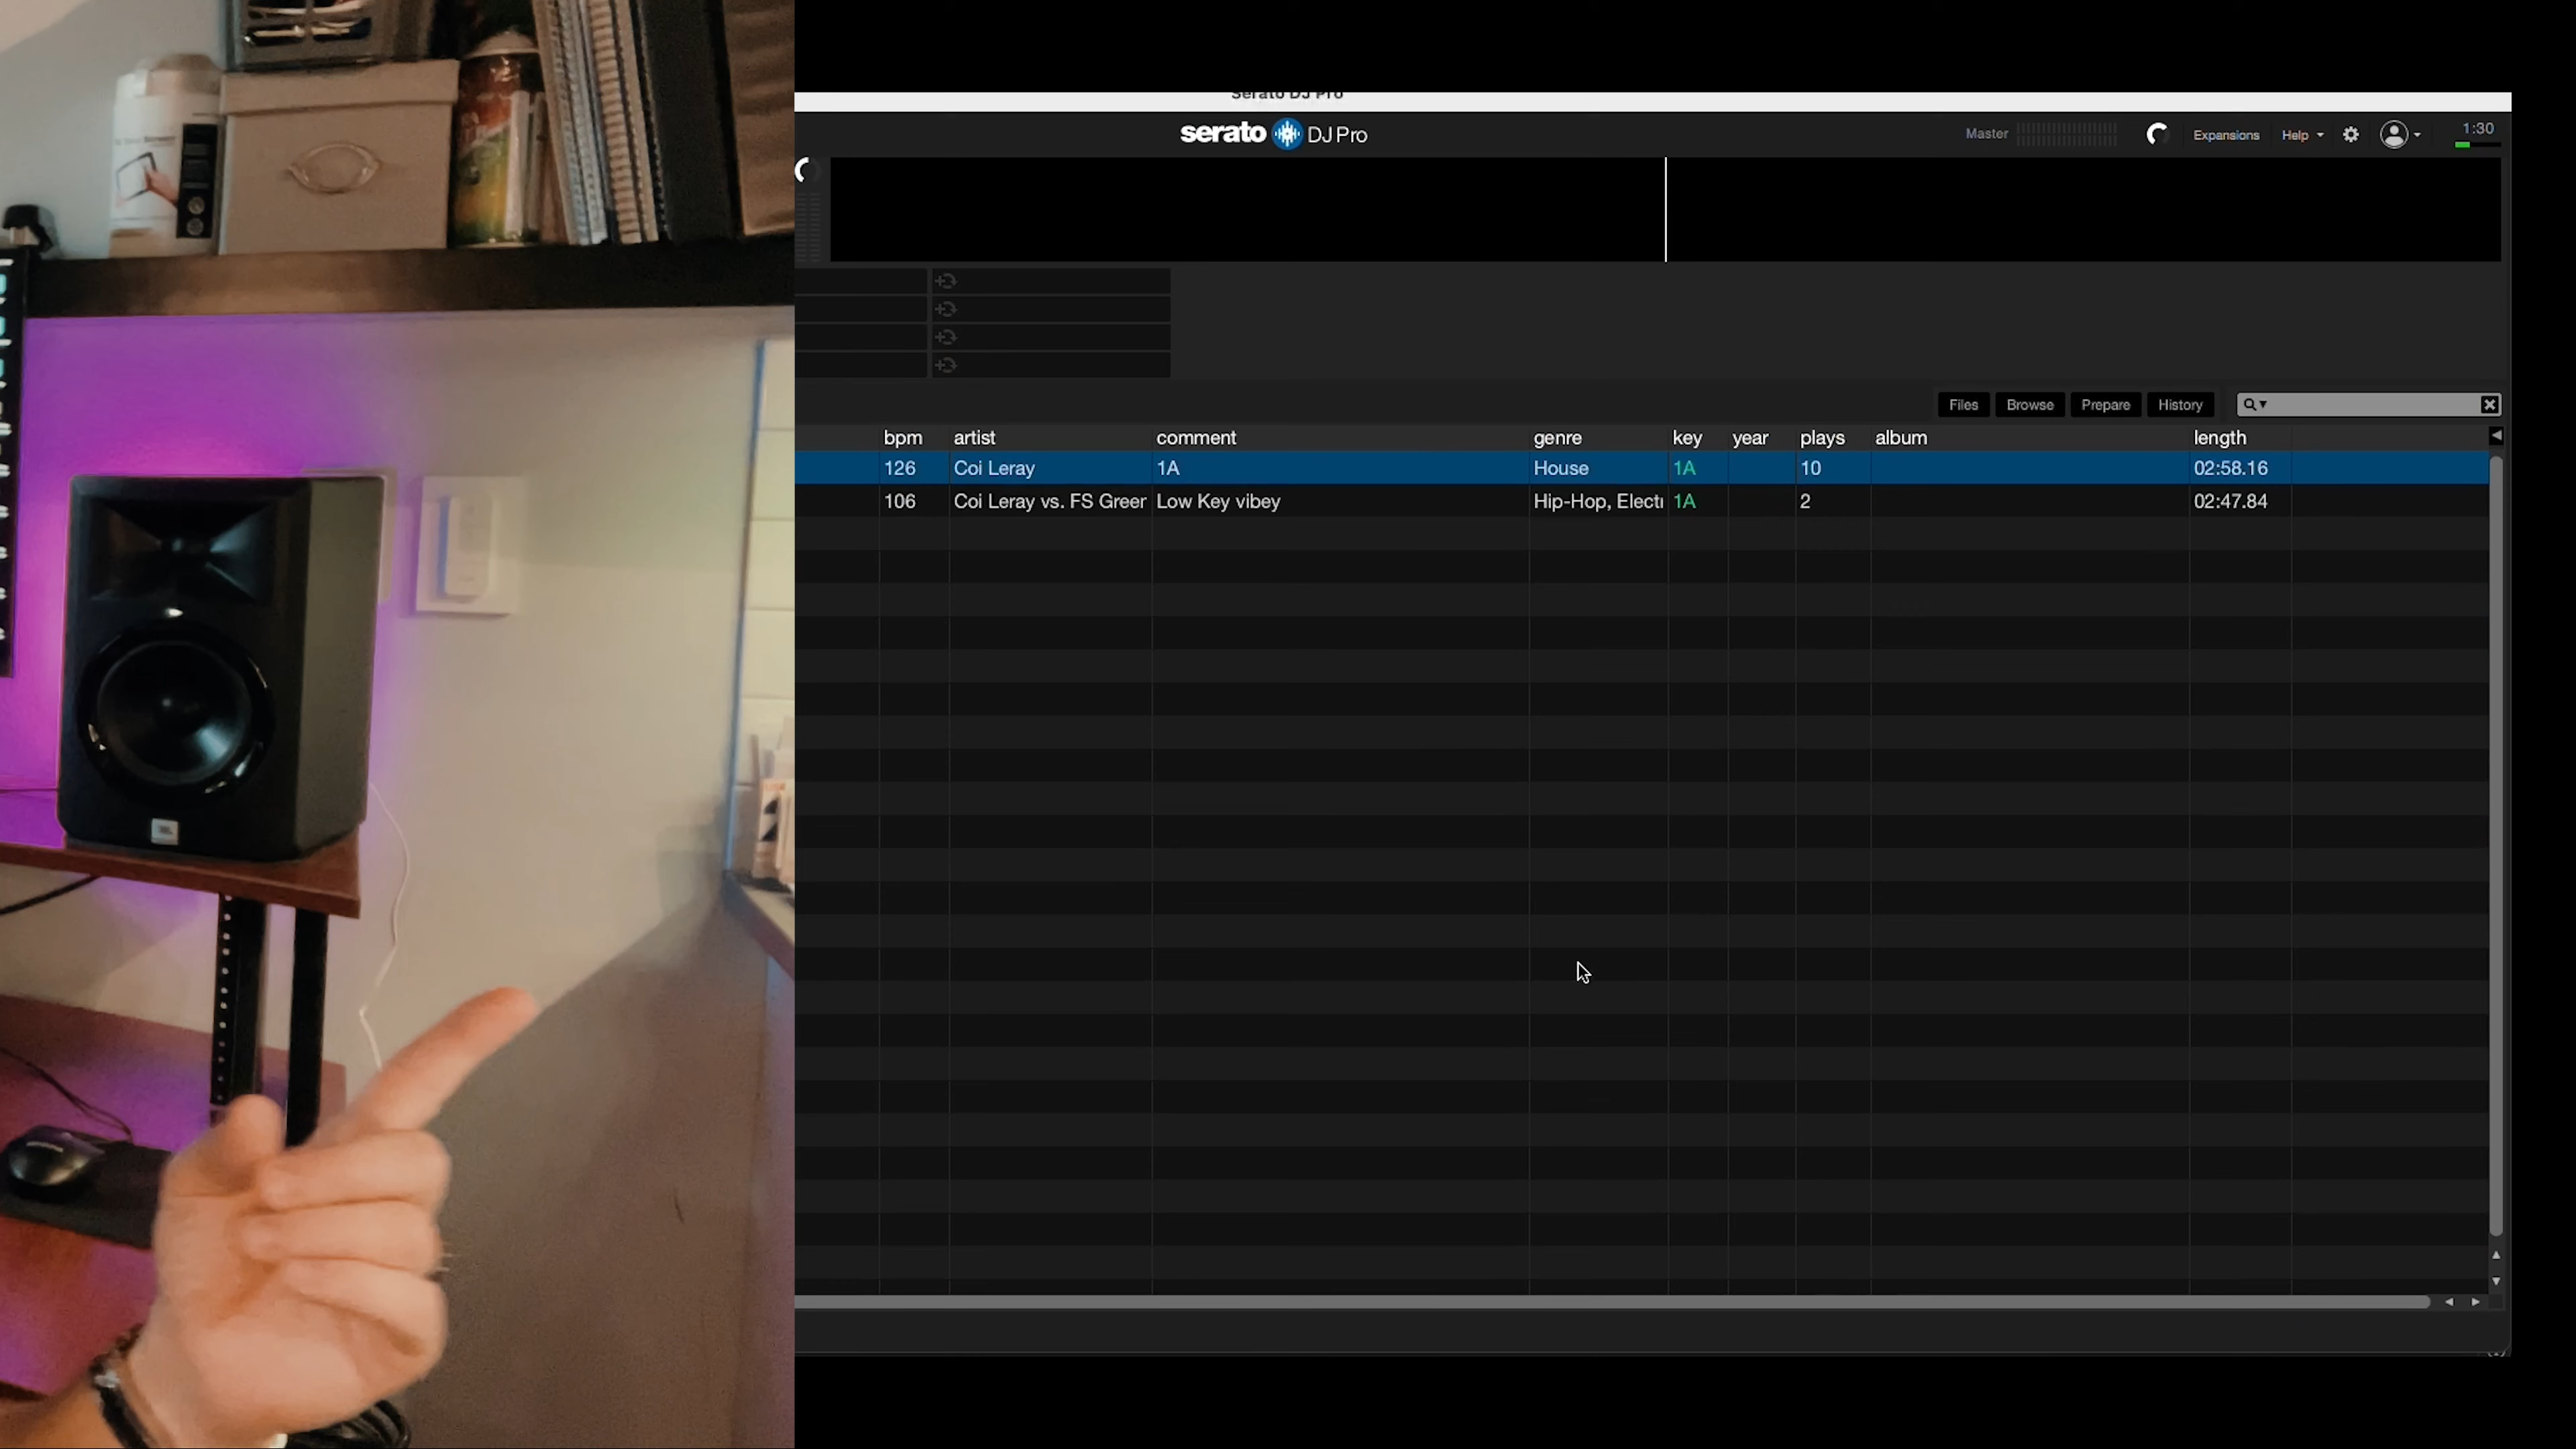 Serato DJ Pro
serato DJ Pro Master Expansions Help 1:30
Files Browse Prepare History
bpm artist comment genre key year plays album length
126 Coi Leray 1A House 1A 10 02:58.16
106 Coi Leray vs. FS Greer Low Key vibey Hip-Hop, Electr 1A 2 02:47.84
JBL